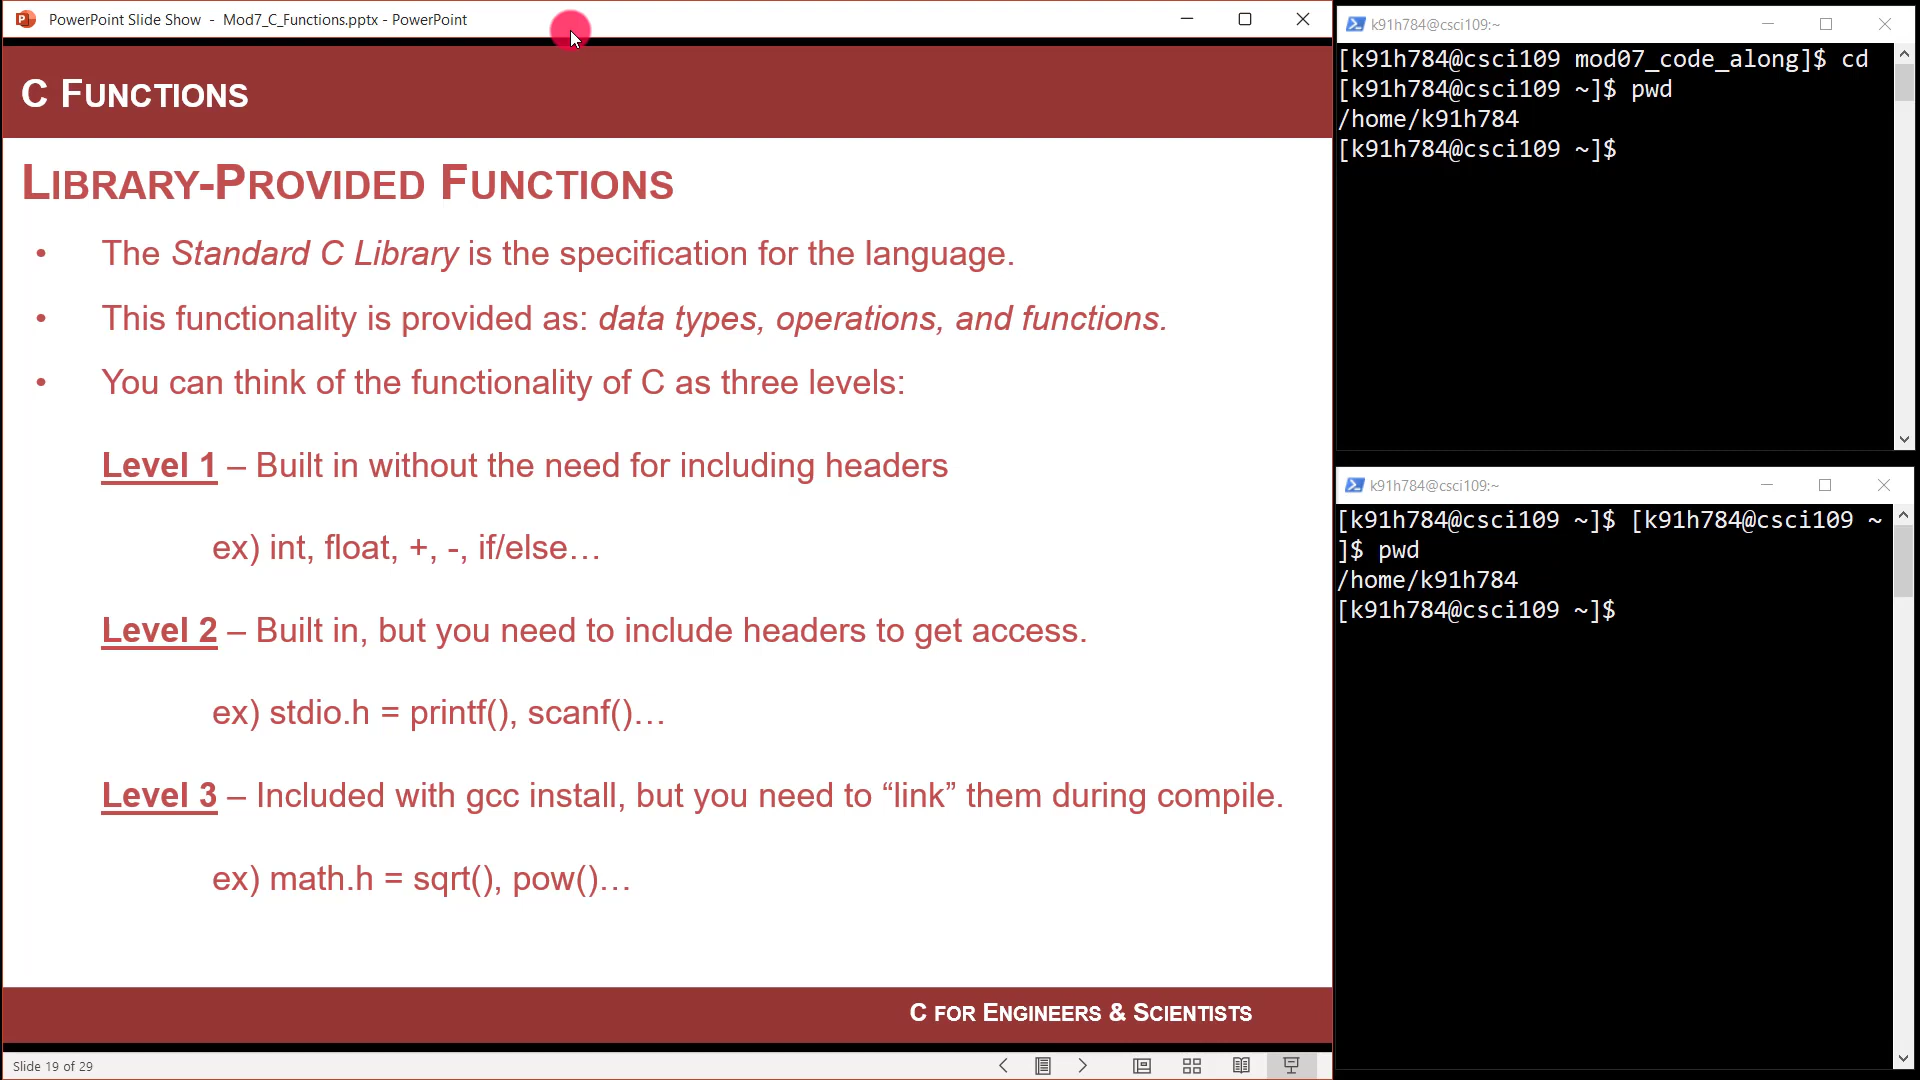 PowerPoint Slide Show - Mod7_C_Functions.pptx - PowerPoint
C FUNCTIONS
LIBRARY-PROVIDED FUNCTIONS
• The Standard C Library is the specification for the language.
• This functionality is provided as: data types, operations, and functions.
• You can think of the functionality of C as three levels:
Level 1 – Built in without the need for including headers
ex) int, float, +, -, if/else…
Level 2 – Built in, but you need to include headers to get access.
ex) stdio.h = printf(), scanf()…
Level 3 – Included with gcc install, but you need to “link” them during compile.
ex) math.h = sqrt(), pow()…
C FOR ENGINEERS & SCIENTISTS
Slide 19 of 29
k91h784@csci109:~
[k91h784@csci109 mod07_code_along]$ cd
[k91h784@csci109 ~]$ pwd
/home/k91h784
[k91h784@csci109 ~]$
k91h784@csci109:~
[k91h784@csci109 ~]$ [k91h784@csci109 ~
]$ pwd
/home/k91h784
[k91h784@csci109 ~]$